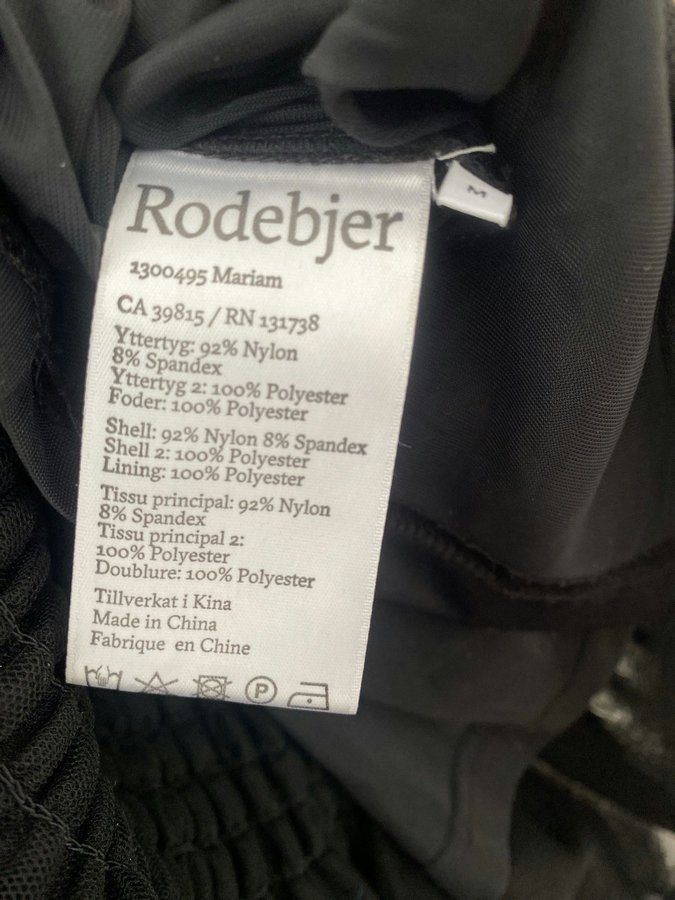 Rodebjer
M
1300495 Mariam
CA 39815 / RN 131738
Yttertyg: 92% Nylon
8% Spandex
Yttertyg 2: 100% Polyester
Foder: 100% Polyester
Shell: 92% Nylon 8% Spandex
Shell 2: 100% Polyester
Lining: 100% Polyester
Tissu principal: 92% Nylon
8% Spandex
Tissu principal 2:
100% Polyester
Doublure: 100% Polyester
Tillverkat i Kina
Made in China
Fabrique en Chine
P